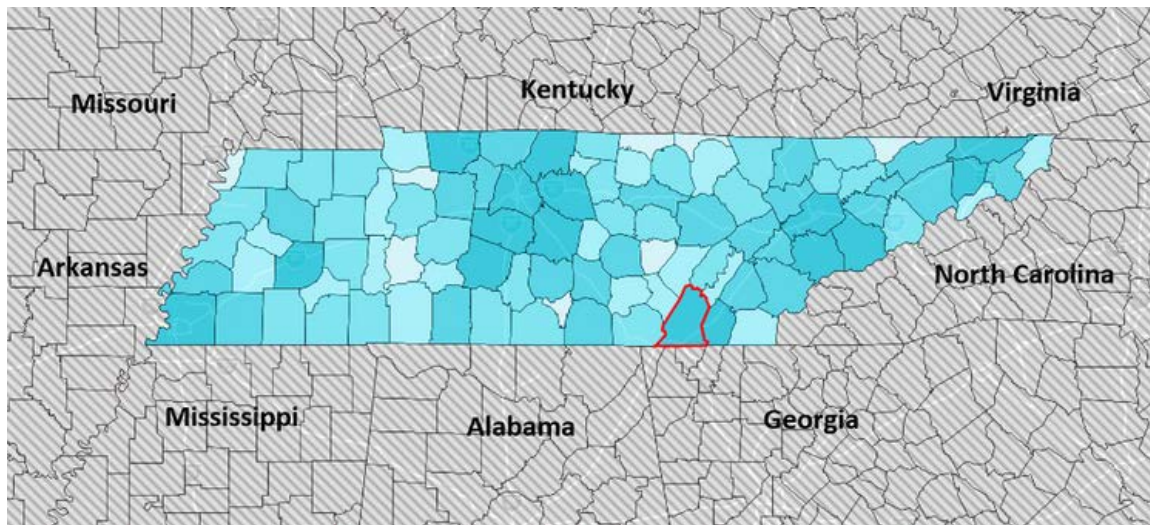 Kentucky
Missouri
Virginia
Arkansas
North Carolina
Mississippi
Alabama
Georgia